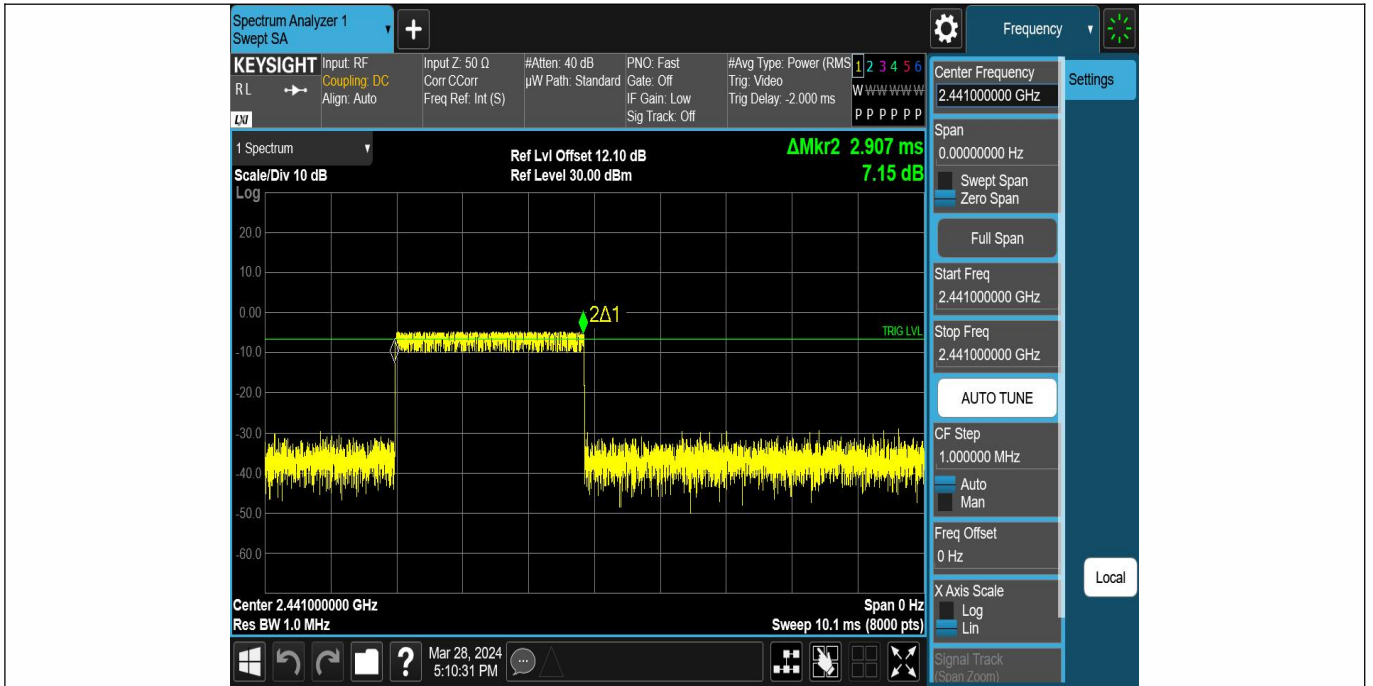 Spectrum Analyzer 1
Swept SA
+
Frequency
KEYSIGHT
R L
LXI
Input: RF
Coupling: DC
Align: Auto
Input Z: 50 Ω
Corr CCorr
Freq Ref: Int (S)
#Atten: 40 dB
µW Path: Standard
PNO: Fast
Gate: Off
IF Gain: Low
Sig Track: Off
#Avg Type: Power (RMS
Trig: Video
Trig Delay: -2.000 ms
1 2 3 4 5 6
W W W W W W
P P P P P P
1 Spectrum
Scale/Div 10 dB
Ref Lvl Offset 12.10 dB
Ref Level 30.00 dBm
ΔMkr2 2.907 ms
7.15 dB
Log
20.0
10.0
0.00
-10.0
-20.0
-30.0
-40.0
-50.0
-60.0
2Δ1
TRIG LVL
Center 2.441000000 GHz
Res BW 1.0 MHz
Span 0 Hz
Sweep 10.1 ms (8000 pts)
Center Frequency
2.441000000 GHz
Settings
Span
0.00000000 Hz
Swept Span
Zero Span
Full Span
Start Freq
2.441000000 GHz
Stop Freq
2.441000000 GHz
AUTO TUNE
CF Step
1.000000 MHz
Auto
Man
Freq Offset
0 Hz
X Axis Scale
Log
Lin
Signal Track
(Span Zoom)
Local
?
Mar 28, 2024
5:10:31 PM